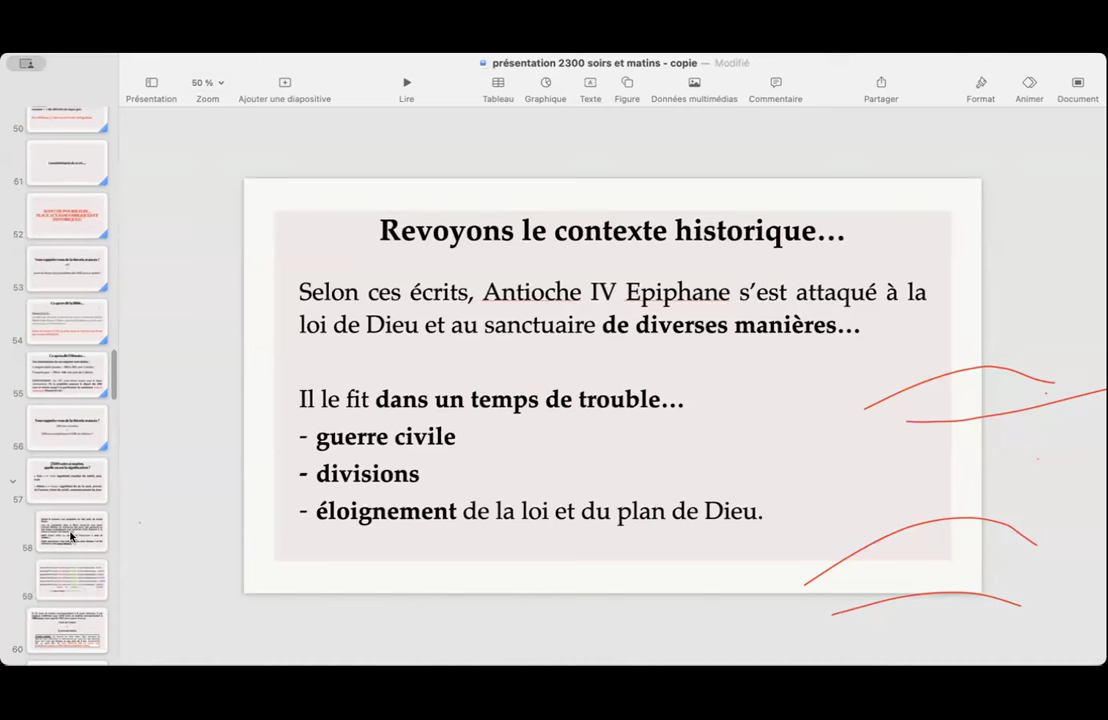 présentation 2300 soirs et matins - copie — Modifié
50 %
Présentation Zoom Ajouter une diapositive Lire Tableau Graphique Texte Figure Données multimédias Commentaire Partager Format Animer Document
50
51
52
53
54
55
56
57
58
59
60
Revoyons le contexte historique…
Selon ces écrits, Antioche IV Epiphane s’est attaqué à la
loi de Dieu et au sanctuaire de diverses manières…
Il le fit dans un temps de trouble…
- guerre civile
- divisions
- éloignement de la loi et du plan de Dieu.